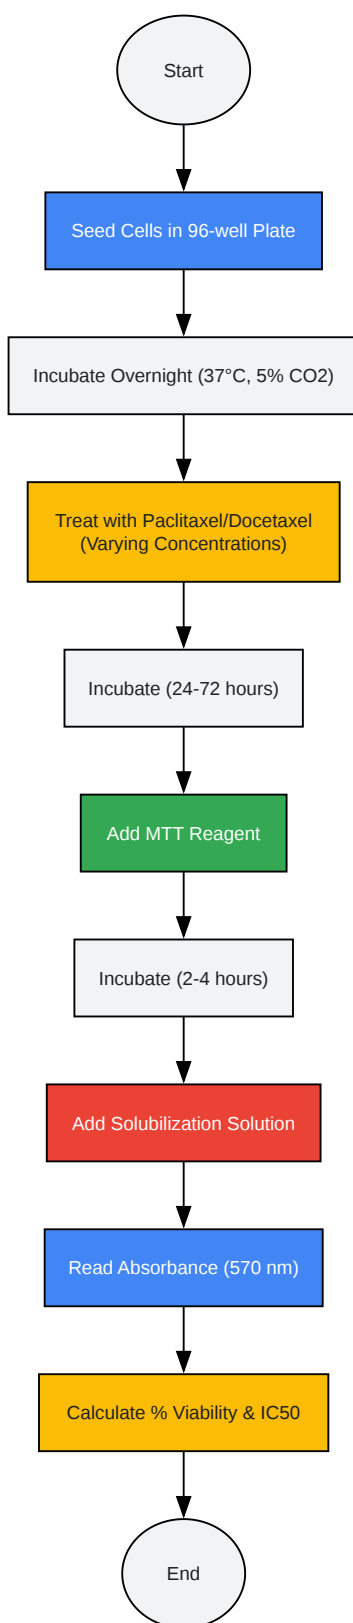 Start
Seed Cells in 96-well Plate
Incubate Overnight (37°C, 5% CO2)
Treat with Paclitaxel/Docetaxel
(Varying Concentrations)
Incubate (24-72 hours)
Add MTT Reagent
Incubate (2-4 hours)
Add Solubilization Solution
Read Absorbance (570 nm)
Calculate % Viability & IC50
End